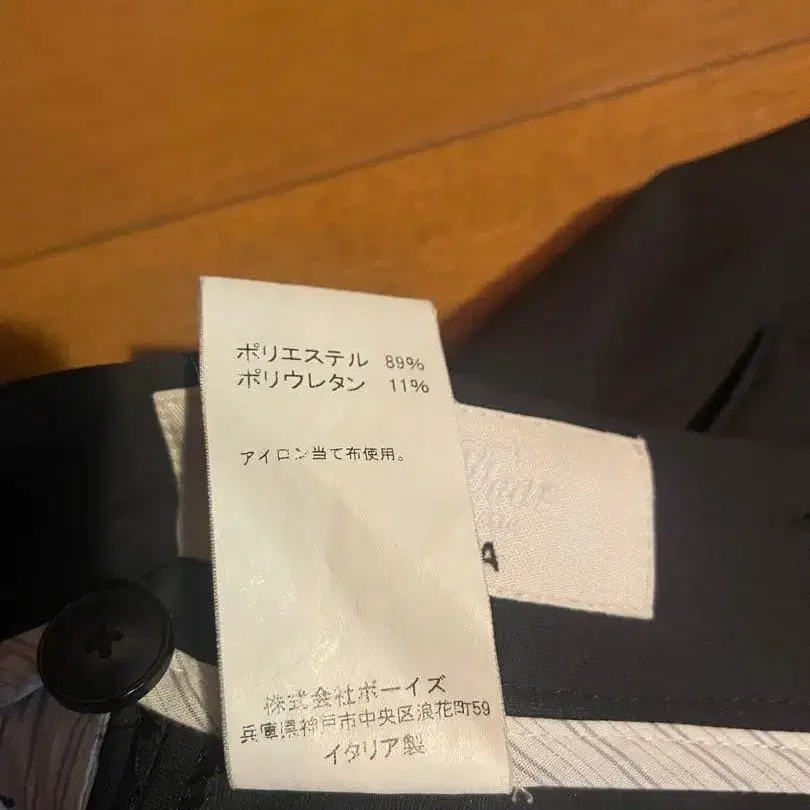 ポリエステル 89%
ポリウレタン 11%
アイロン当て布使用。
株式会社ボーイズ
兵庫県神戸市中央区浪花町59
イタリア製